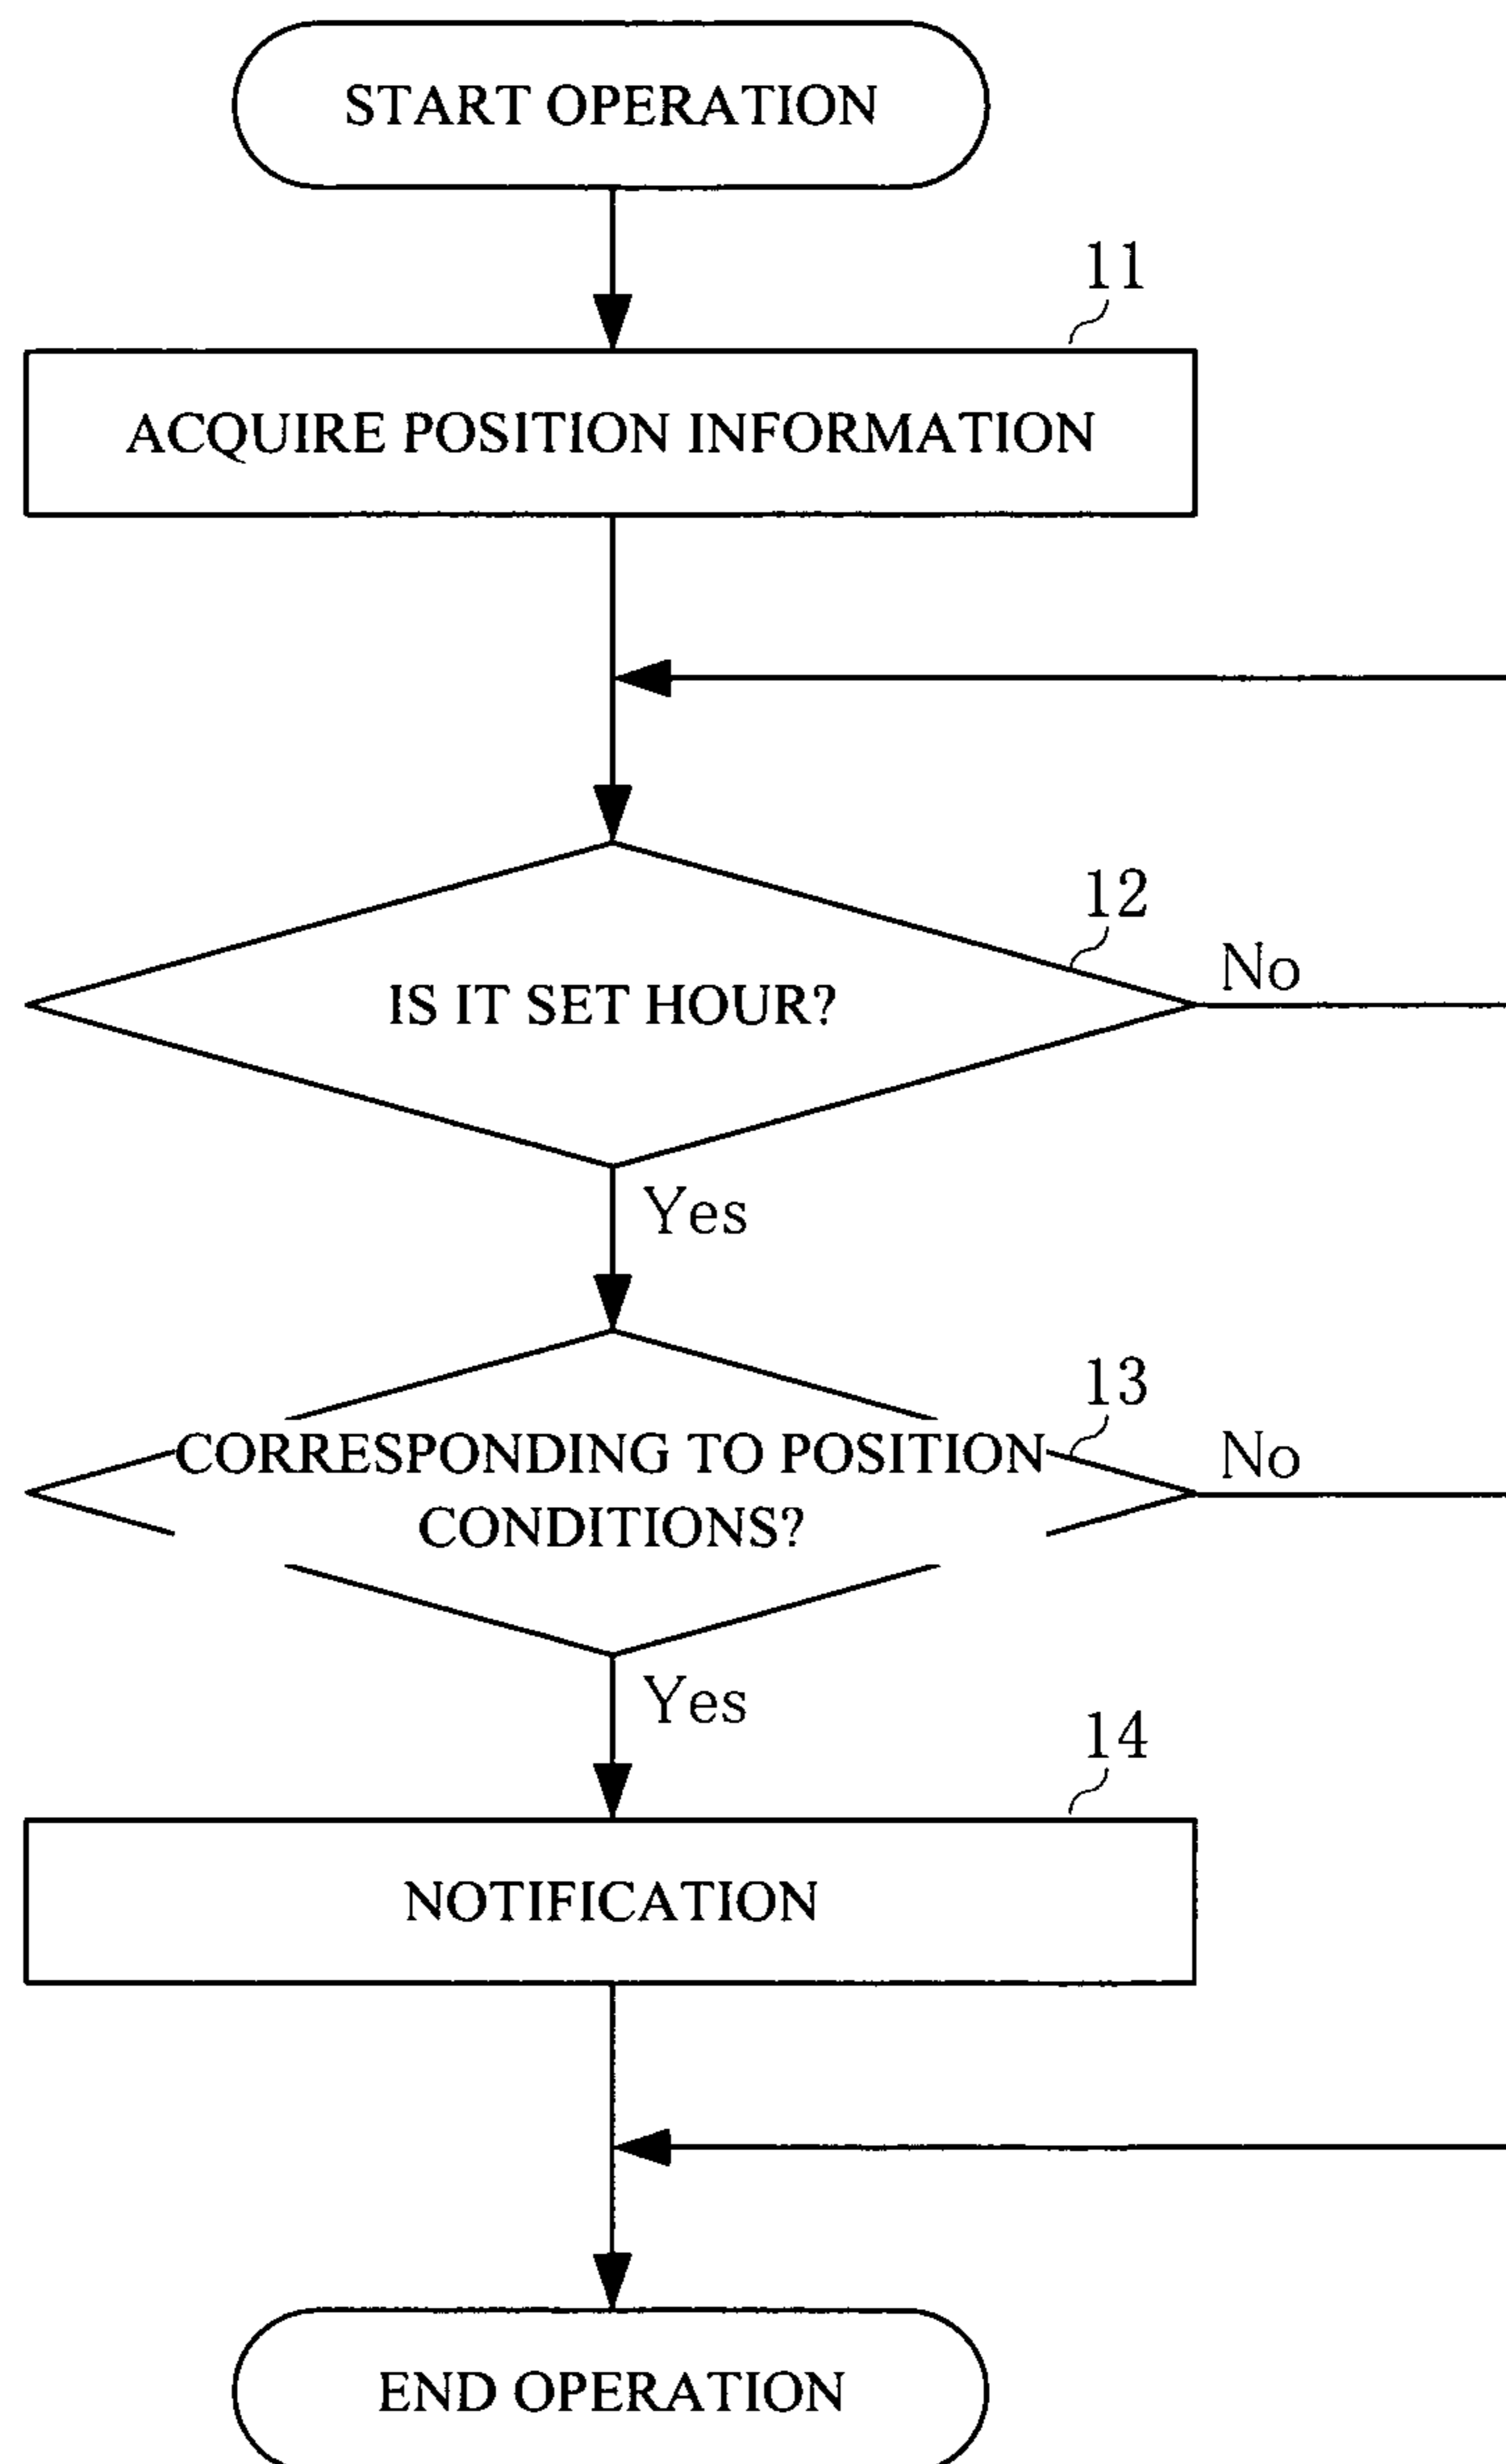 START OPERATION
11
ACQUIRE POSITION INFORMATION
12
No
IS IT SET HOUR?
Yes
13
No
CORRESPONDING TO POSITION
CONDITIONS?
Yes
14
NOTIFICATION
END OPERATION